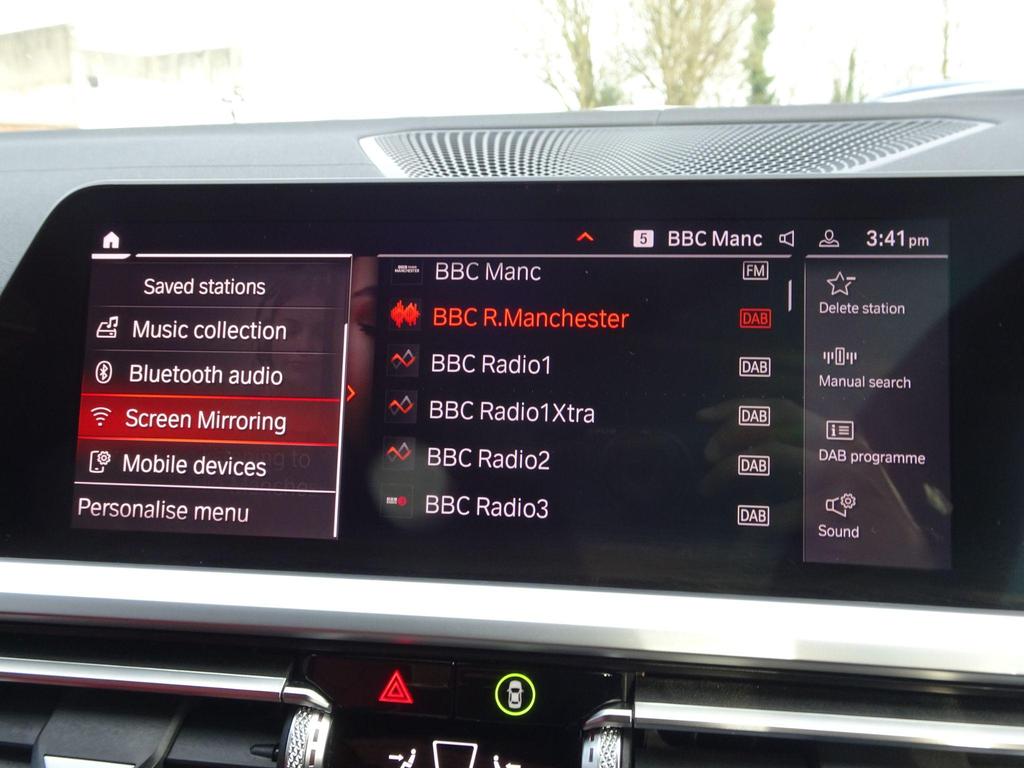 5 BBC Manc 3:41 pm
Saved stations
Music collection
Bluetooth audio
Screen Mirroring
Mobile devices
Personalise menu
BBC Manc FM
BBC R.Manchester DAB
BBC Radio1 DAB
BBC Radio1Xtra DAB
BBC Radio2 DAB
BBC Radio3 DAB
Delete station
Manual search
DAB programme
Sound